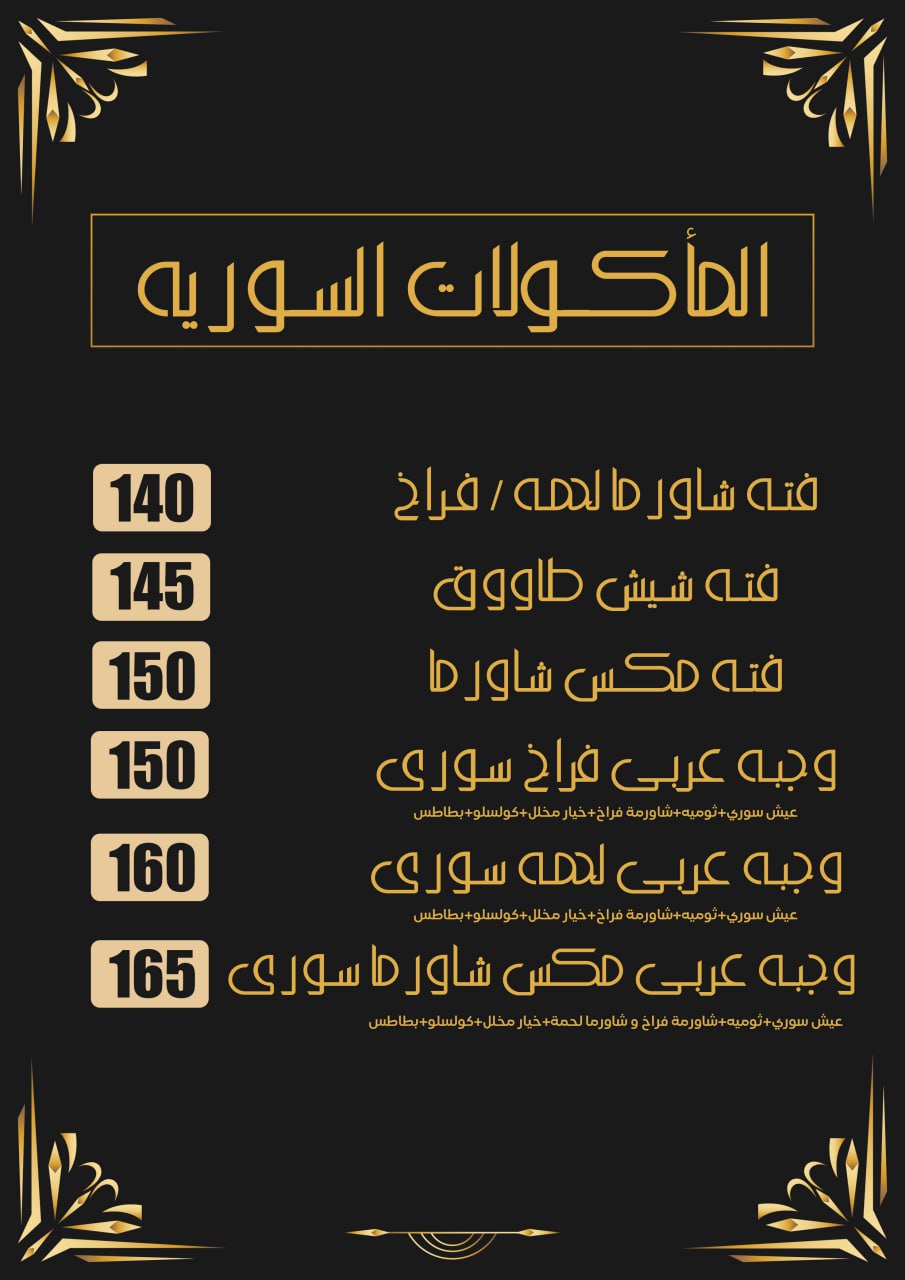 المأكولات السوريه
فته شاورما لحمه / فراخ 140
فته شيش طاووق 145
فته مكس شاورما 150
وجبه عربى فراخ سورى 150
عيش سوري+ثوميه+شاورمة فراخ+خيار مخلل+كولسلو+بطاطس
وجبه عربى لحمه سورى 160
عيش سوري+ثوميه+شاورمة فراخ+خيار مخلل+كولسلو+بطاطس
وجبه عربى مكس شاورما سورى 165
عيش سوري+ثوميه+شاورمة فراخ و شاورما لحمة+خيار مخلل+كولسلو+بطاطس